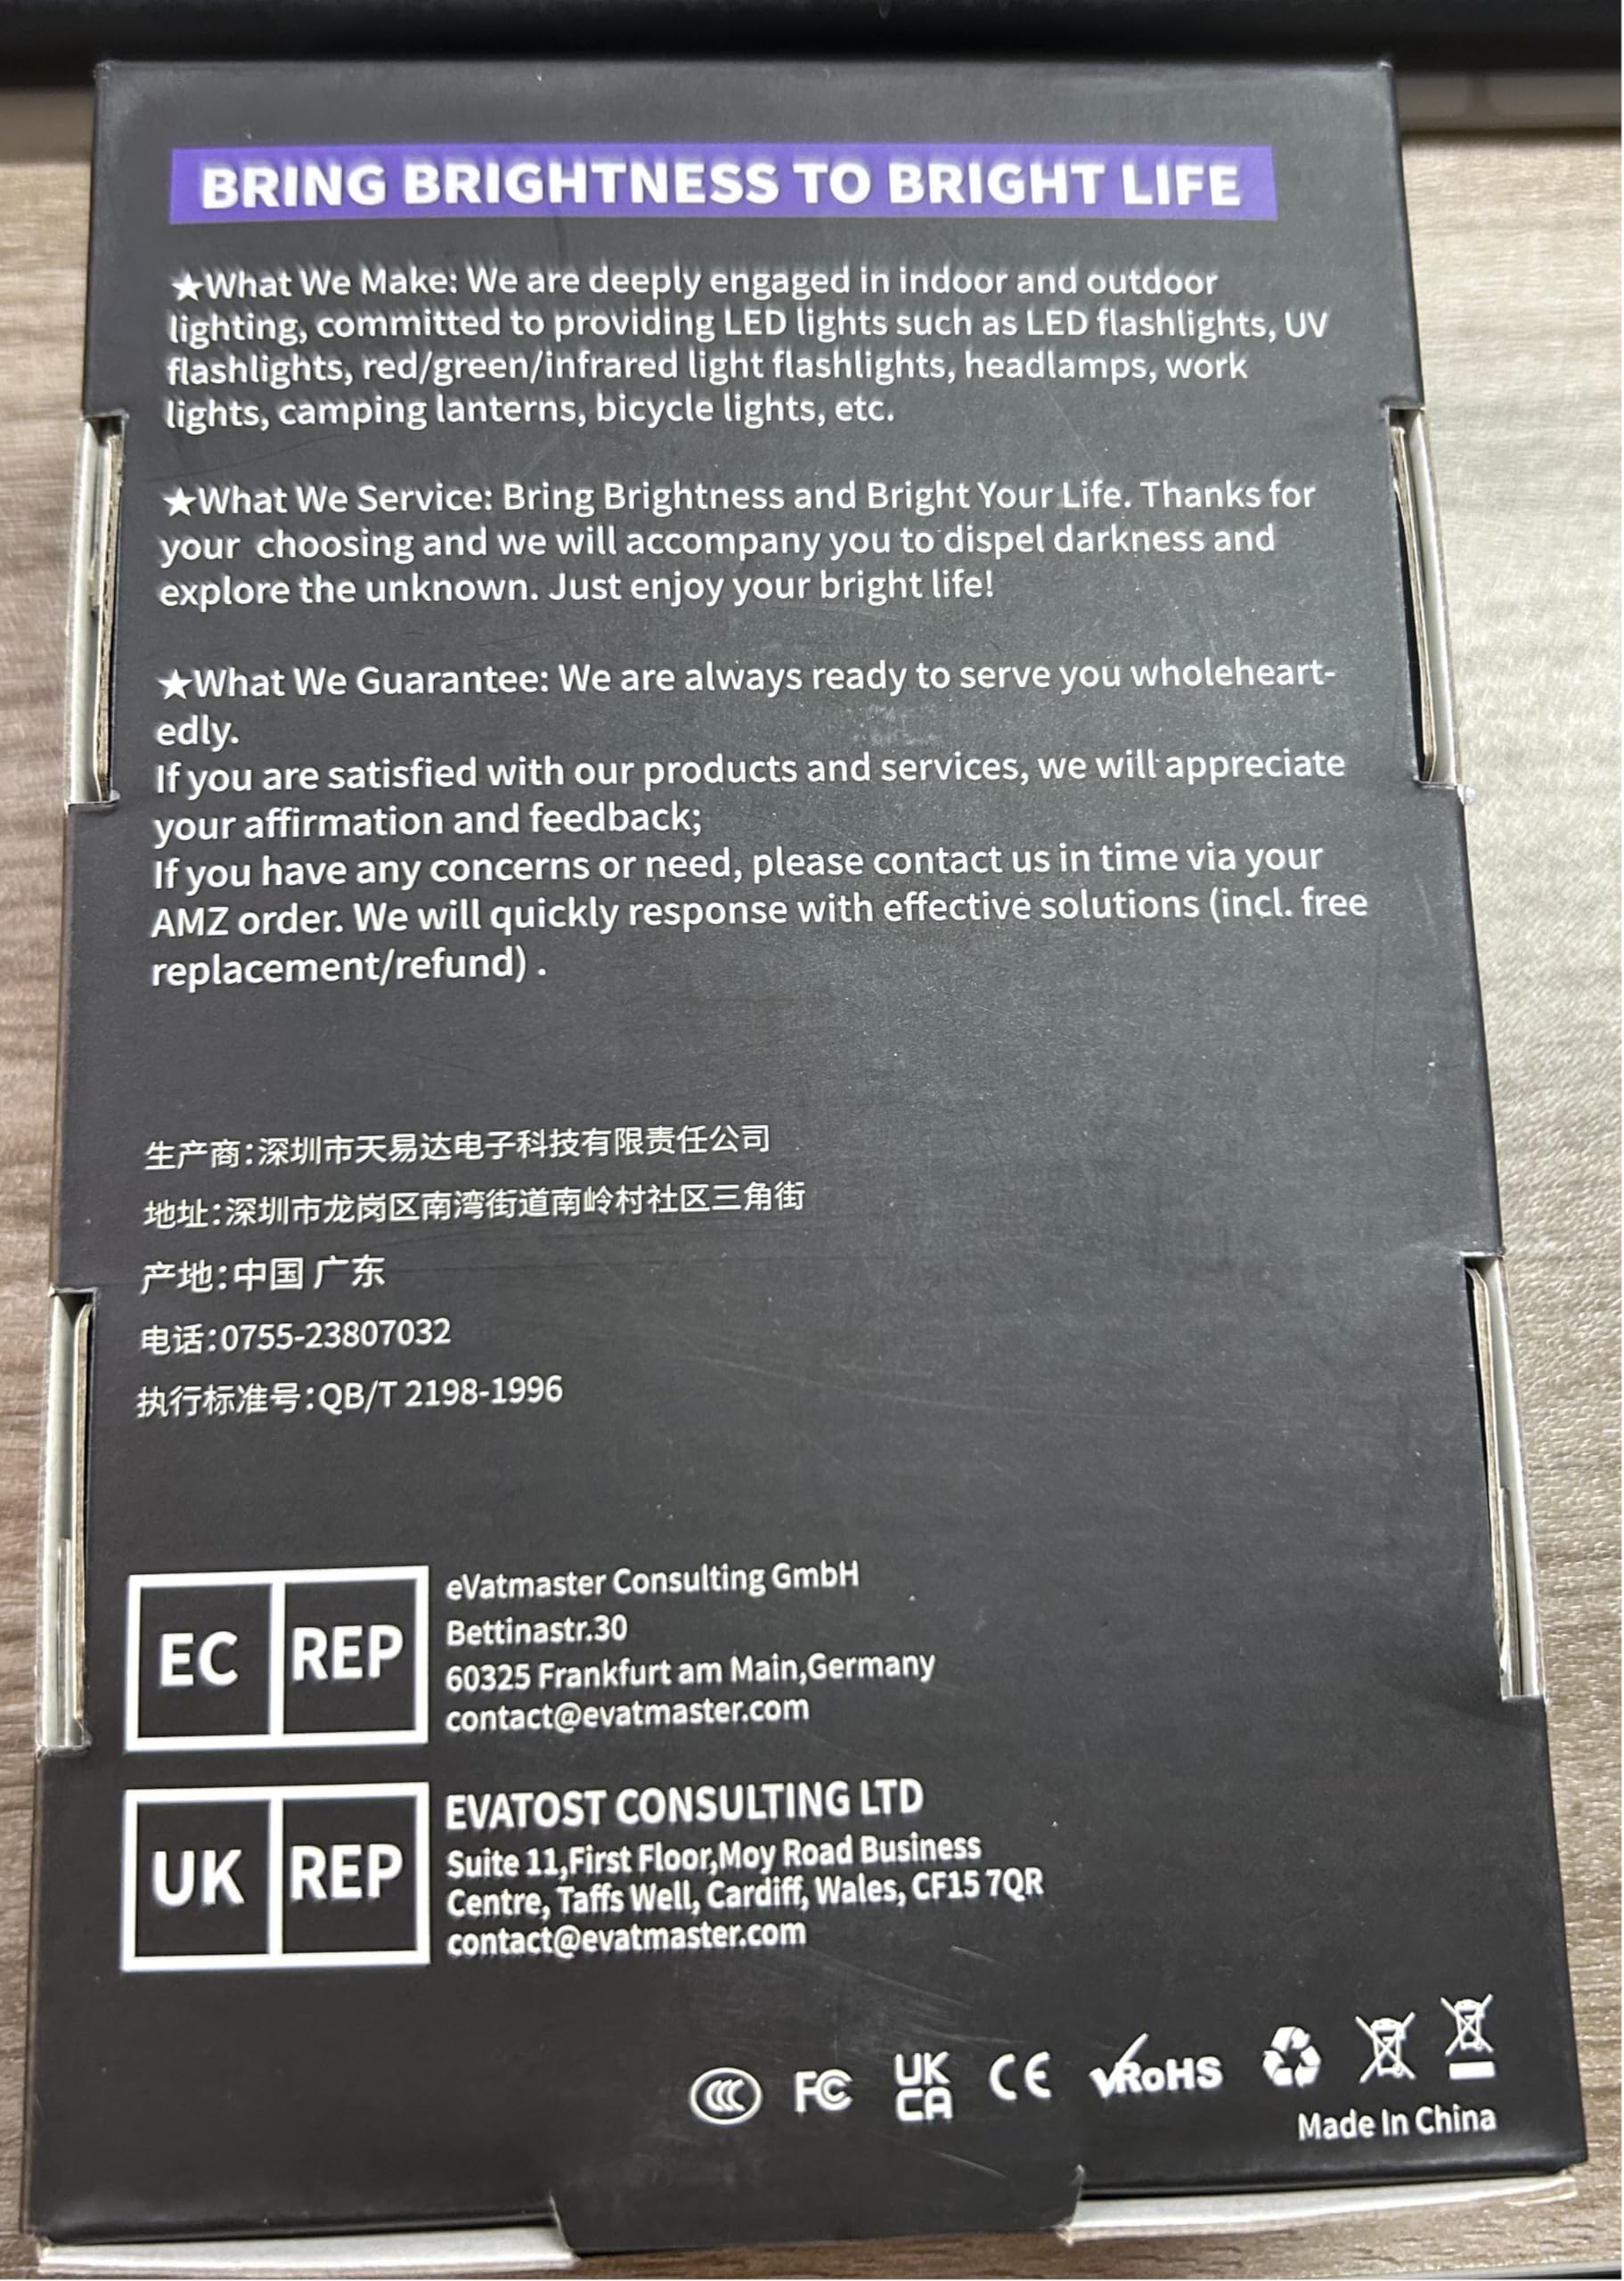 BRING BRIGHTNESS TO BRIGHT LIFE
★What We Make: We are deeply engaged in indoor and outdoor
lighting, committed to providing LED lights such as LED flashlights, UV
flashlights, red/green/infrared light flashlights, headlamps, work
lights, camping lanterns, bicycle lights, etc.
★What We Service: Bring Brightness and Bright Your Life. Thanks for
your choosing and we will accompany you to dispel darkness and
explore the unknown. Just enjoy your bright life!
★What We Guarantee: We are always ready to serve you wholeheart-
edly.
If you are satisfied with our products and services, we will appreciate
your affirmation and feedback;
If you have any concerns or need, please contact us in time via your
AMZ order. We will quickly response with effective solutions (incl. free
replacement/refund) .
生产商:深圳市天易达电子科技有限责任公司
地址:深圳市龙岗区南湾街道南岭村社区三角街
产地:中国 广东
电话:0755-23807032
执行标准号:QB/T 2198-1996
EC REP
eVatmaster Consulting GmbH
Bettinastr.30
60325 Frankfurt am Main,Germany
contact@evatmaster.com
UK REP
EVATOST CONSULTING LTD
Suite 11,First Floor,Moy Road Business
Centre, Taffs Well, Cardiff, Wales, CF15 7QR
contact@evatmaster.com
CCC FC UK CA CE RoHS
Made In China